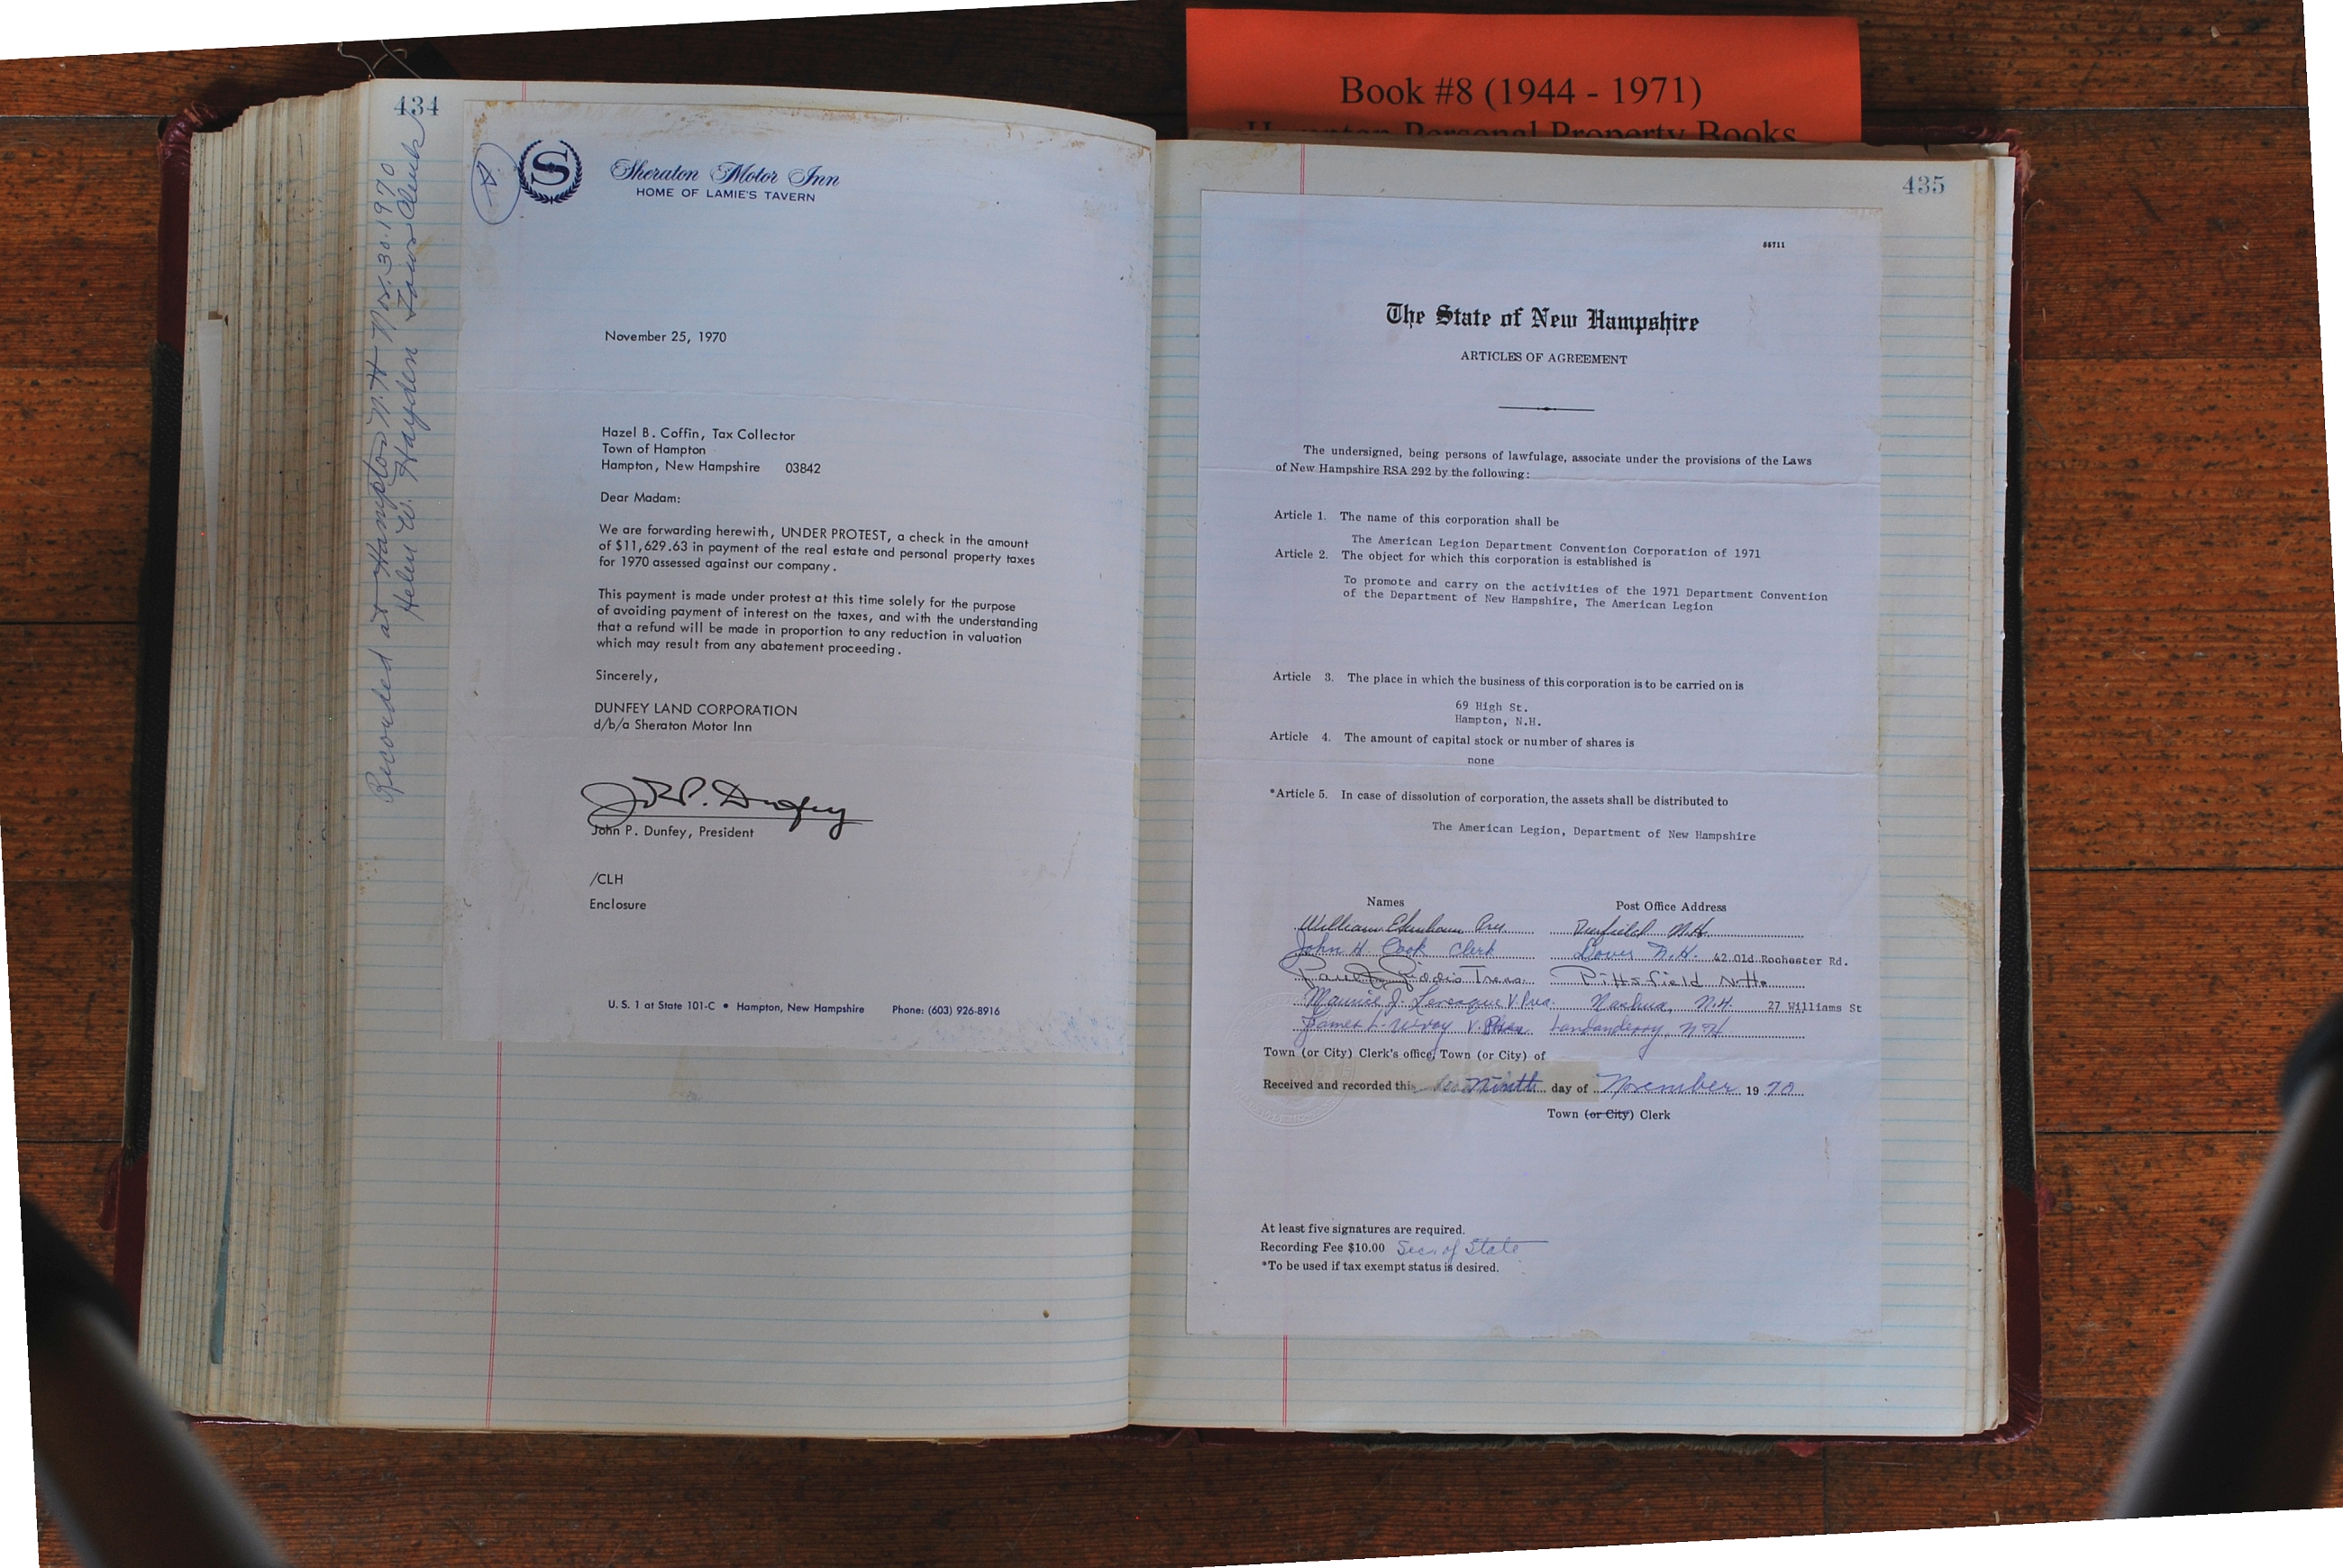 Book #8 (1944 - 1971)
Hampton Personal Property Books
434
Recorded at Hampton N.H Nov. 30. 1970
Helen W. Hayden Town Clerk
A
S
Sheraton Motor Inn
HOME OF LAMIE'S TAVERN
November 25, 1970
Hazel B. Coffin, Tax Collector
Town of Hampton
Hampton, New Hampshire 03842
Dear Madam:
We are forwarding herewith, UNDER PROTEST, a check in the amount
of $11,629.63 in payment of the real estate and personal property taxes
for 1970 assessed against our company.
This payment is made under protest at this time solely for the purpose
of avoiding payment of interest on the taxes, and with the understanding
that a refund will be made in proportion to any reduction in valuation
which may result from any abatement proceeding.
Sincerely,
DUNFEY LAND CORPORATION
d/b/a Sheraton Motor Inn
John P. Dunfey, President
/CLH
Enclosure
U. S. 1 at State 101-C • Hampton, New Hampshire Phone: (603) 926-8916
435
The State of New Hampshire
ARTICLES OF AGREEMENT
The undersigned, being persons of lawfulage, associate under the provisions of the Laws
of New Hampshire RSA 292 by the following:
Article 1. The name of this corporation shall be
The American Legion Department Convention Corporation of 1971
Article 2. The object for which this corporation is established is
To promote and carry on the activities of the 1971 Department Convention
of the Department of New Hampshire, The American Legion
Article 3. The place in which the business of this corporation is to be carried on is
69 High St.
Hampton, N.H.
Article 4. The amount of capital stock or number of shares is
none
*Article 5. In case of dissolution of corporation, the assets shall be distributed to
The American Legion, Department of New Hampshire
Names Post Office Address
William Pres N.H.
John H. Cook Clerk Dover N.H. 42 Old Rochester Rd.
Paul Treas. Pittsfield N.H.
Maurice J. Levesque V. Pres. Nashua, N.H. 27 Williams St
James L. V. Pres Londonderry, N.H
Town (or City) Clerk's office, Town (or City) of
Received and recorded this Ninth day of November 19 70
Town (or City) Clerk
At least five signatures are required.
Recording Fee $10.00 Sec. of State
*To be used if tax exempt status is desired.